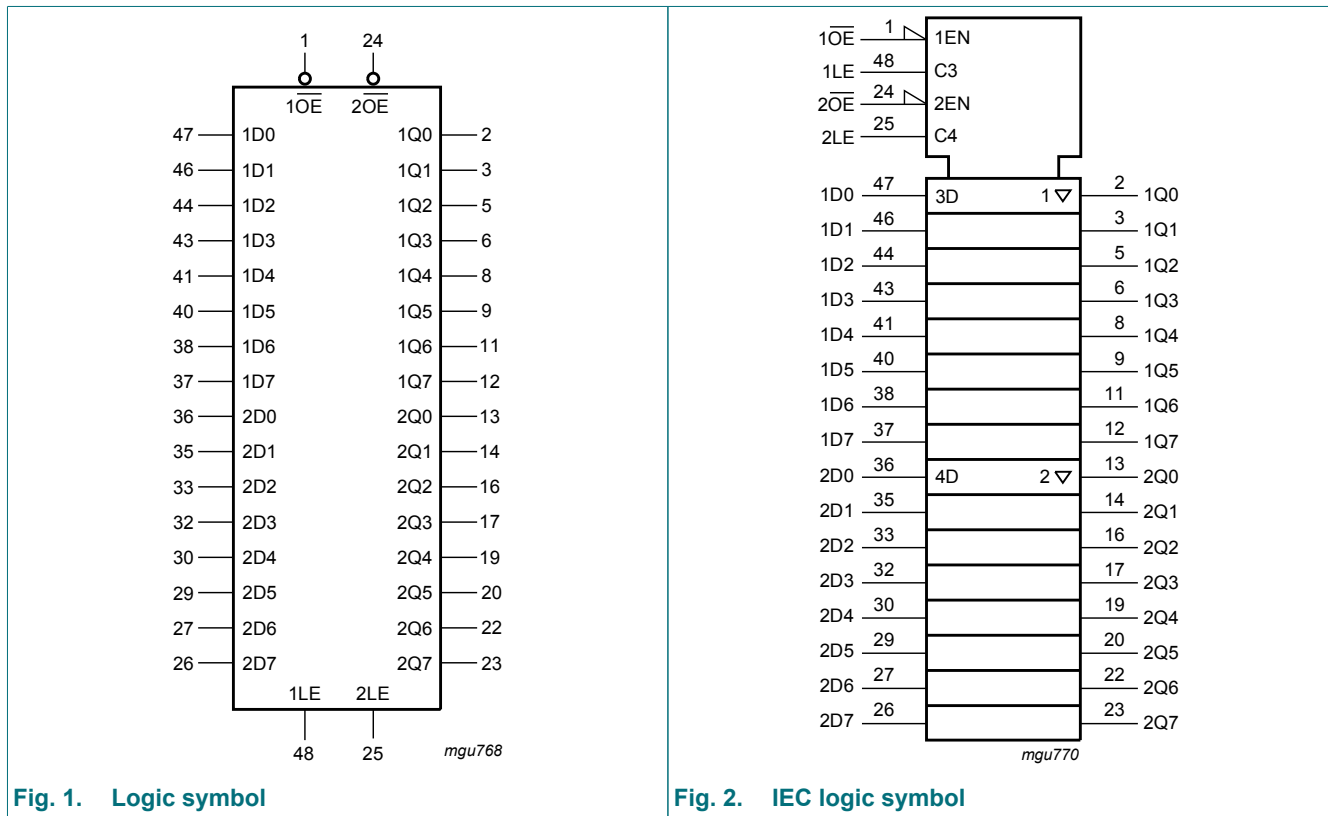 1 24
1O̅E̅ 2O̅E̅
47 1D0 1Q0 2
46 1D1 1Q1 3
44 1D2 1Q2 5
43 1D3 1Q3 6
41 1D4 1Q4 8
40 1D5 1Q5 9
38 1D6 1Q6 11
37 1D7 1Q7 12
36 2D0 2Q0 13
35 2D1 2Q1 14
33 2D2 2Q2 16
32 2D3 2Q3 17
30 2D4 2Q4 19
29 2D5 2Q5 20
27 2D6 2Q6 22
26 2D7 2Q7 23
1LE 2LE
48 25 mgu768
Fig. 1. Logic symbol
1O̅E̅ 1 1EN
1LE 48 C3
2O̅E̅ 24 2EN
2LE 25 C4
1D0 47 3D 1 ▽ 2 1Q0
1D1 46 3 1Q1
1D2 44 5 1Q2
1D3 43 6 1Q3
1D4 41 8 1Q4
1D5 40 9 1Q5
1D6 38 11 1Q6
1D7 37 12 1Q7
2D0 36 4D 2 ▽ 13 2Q0
2D1 35 14 2Q1
2D2 33 16 2Q2
2D3 32 17 2Q3
2D4 30 19 2Q4
2D5 29 20 2Q5
2D6 27 22 2Q6
2D7 26 23 2Q7
mgu770
Fig. 2. IEC logic symbol